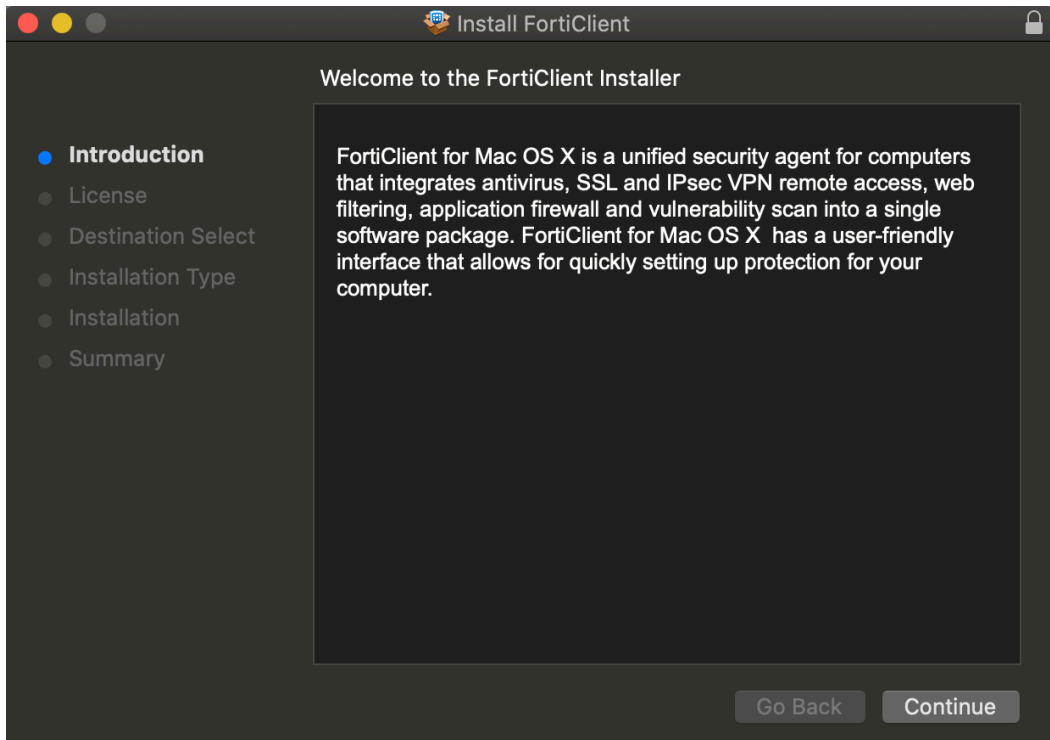 Install FortiClient
Welcome to the FortiClient Installer
Introduction
License
Destination Select
Installation Type
Installation
Summary
FortiClient for Mac OS X is a unified security agent for computers
that integrates antivirus, SSL and IPsec VPN remote access, web
filtering, application firewall and vulnerability scan into a single
software package. FortiClient for Mac OS X  has a user-friendly
interface that allows for quickly setting up protection for your
computer.
Go Back
Continue